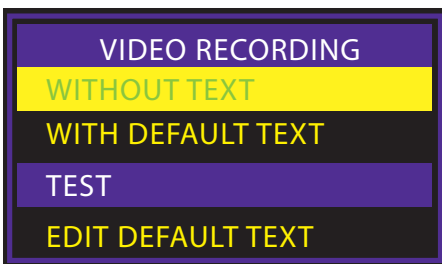 VIDEO RECORDING
WITHOUT TEXT
WITH DEFAULT TEXT
TEST
EDIT DEFAULT TEXT